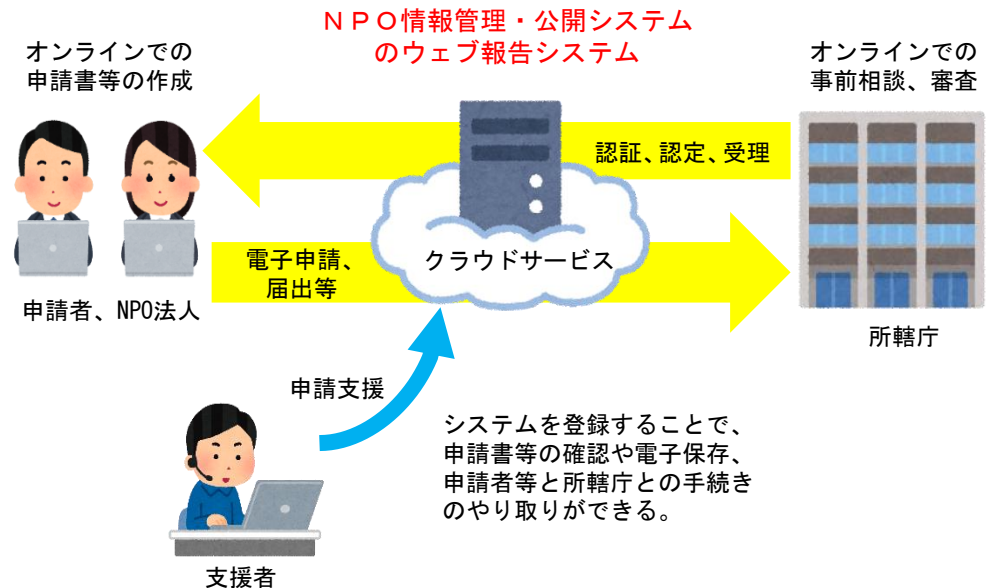 NPO情報管理・公開システム
のウェブ報告システム
オンラインでの
申請書等の作成
オンラインでの
事前相談、審査
認証、認定、受理
電子申請、
届出等
クラウドサービス
申請者、NPO法人
所轄庁
申請支援
システムを登録することで、
申請書等の確認や電子保存、
申請者等と所轄庁との手続き
のやり取りができる。
支援者